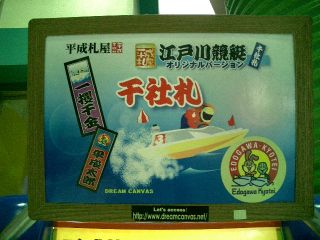 平成札屋
江戸川競艇
オリジナルバージョン
千社札
一攫千金
DREAM CANVAS
EDOGAWA-KYOTEI
Edogawa Kyotei
Let's access!
http://www.dreamcanvas.net/